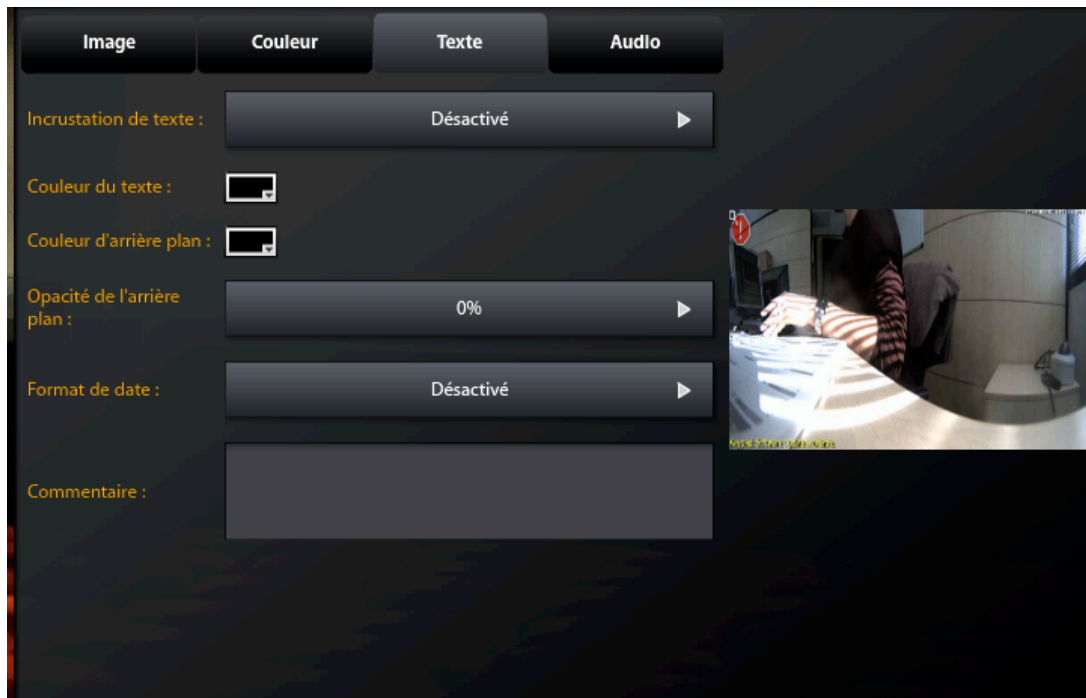 Image
Couleur
Texte
Audio
Incrustation de texte :
Désactivé
Couleur du texte :
Couleur d'arrière plan :
Opacité de l'arrière
plan :
0%
Format de date :
Désactivé
Commentaire :